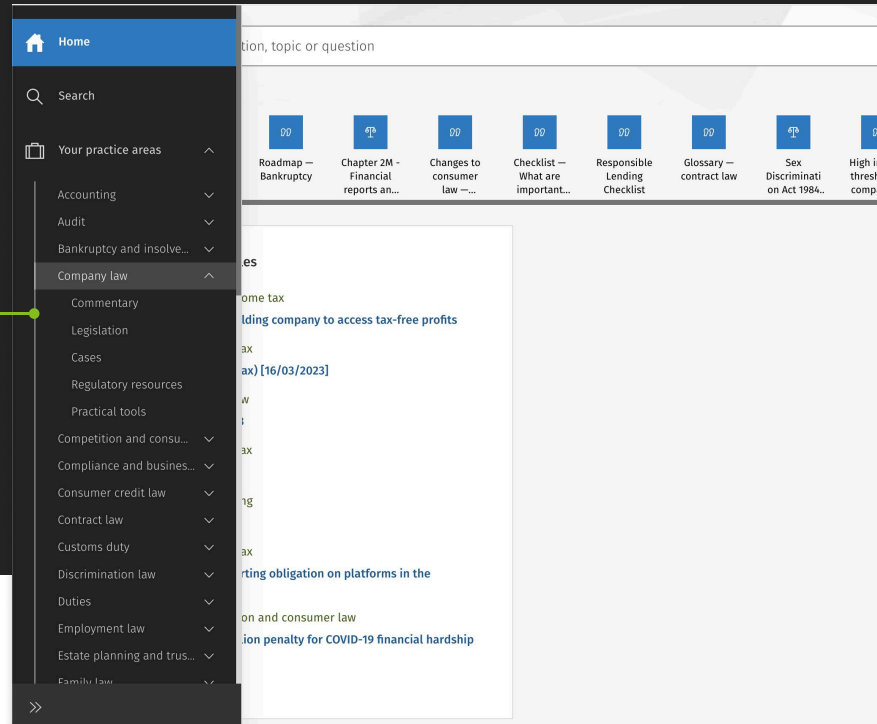 Home
Search
Your practice areas
Accounting
Audit
Bankruptcy and insolve...
Company law
Commentary
Legislation
Cases
Regulatory resources
Practical tools
Competition and consu...
Compliance and busines...
Consumer credit law
Contract law
Customs duty
Discrimination law
Duties
Employment law
Estate planning and trus...
Family law
tion, topic or question
Roadmap —
Bankruptcy
Chapter 2M -
Financial
reports an...
Changes to
consumer
law —...
Checklist —
What are
important...
Responsible
Lending
Checklist
Glossary —
contract law
Sex
Discriminati
on Act 1984..
High i
thresh
compa
es
ome tax
lding company to access tax-free profits
ax
ax) [16/03/2023]
w
ax
ng
ax
rting obligation on platforms in the
on and consumer law
ion penalty for COVID-19 financial hardship